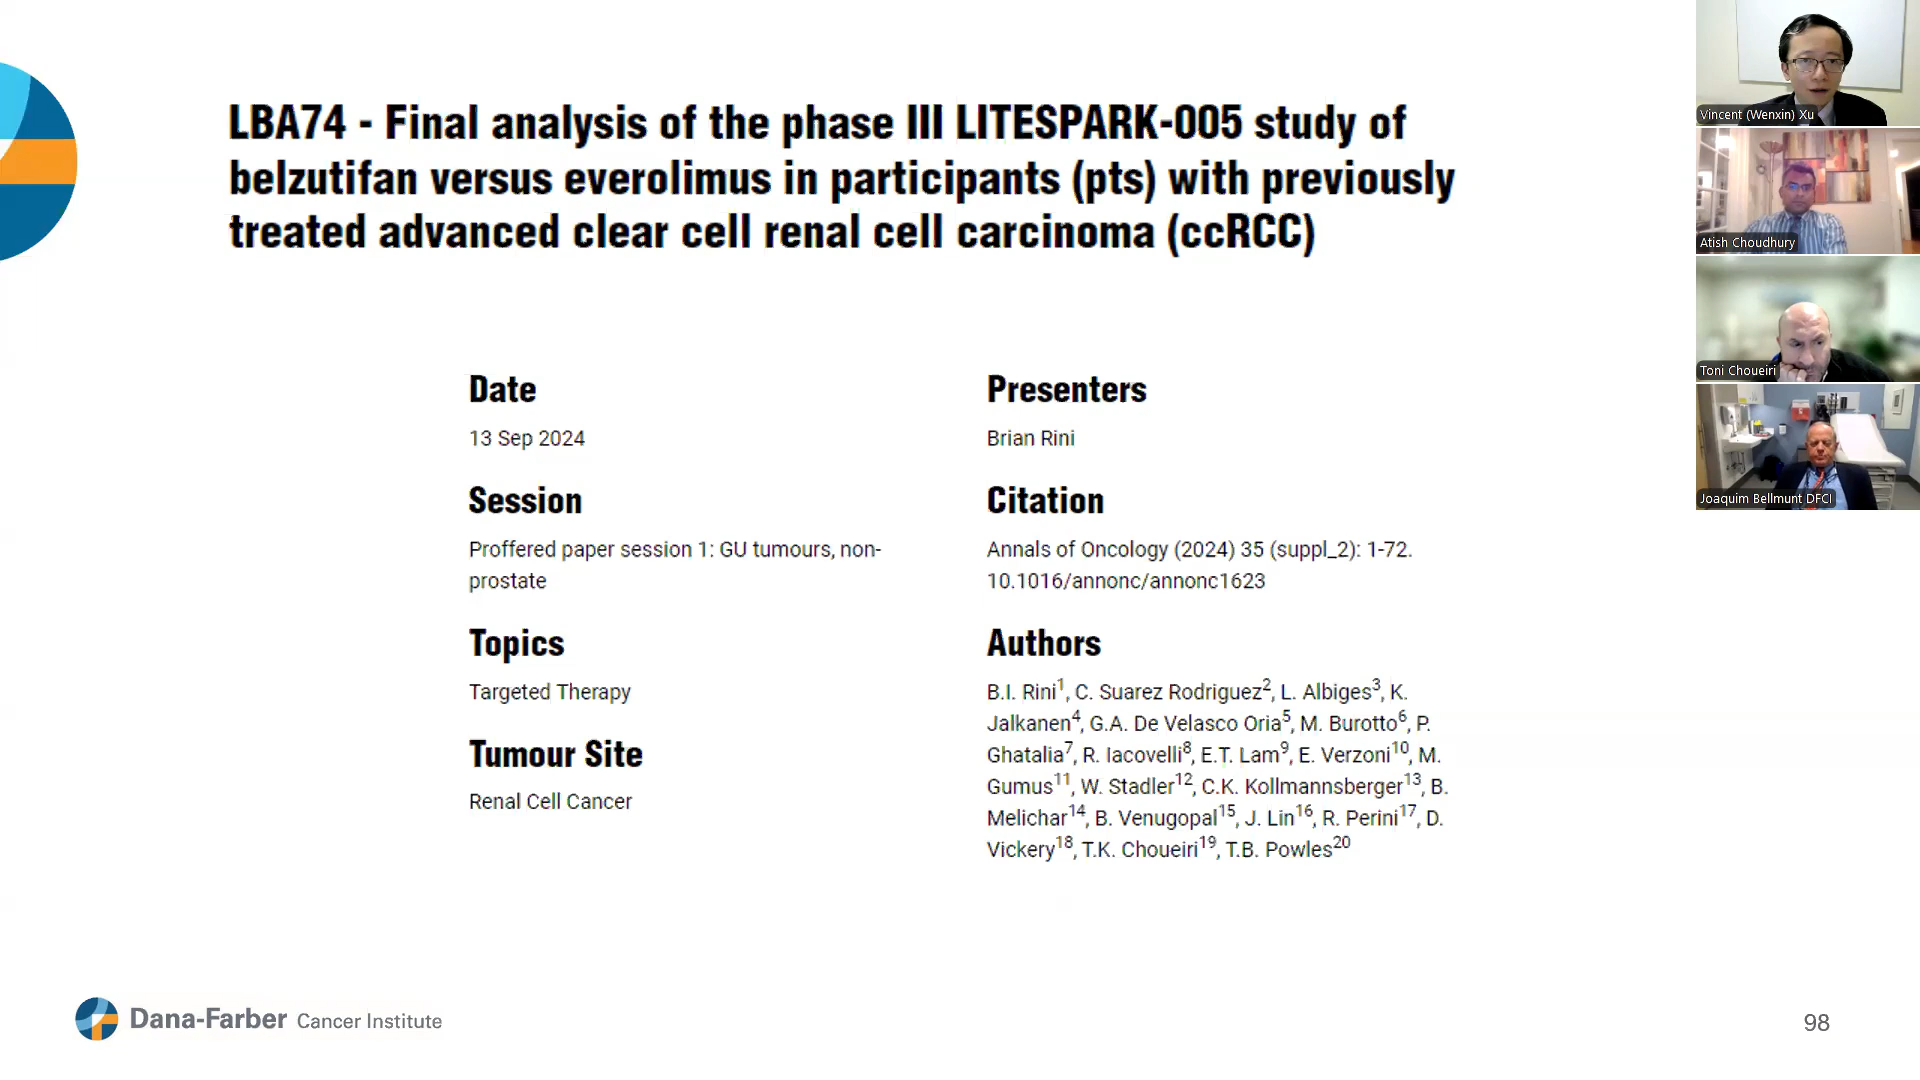 LBA74 - Final analysis of the phase III LITESPARK-005 study of
belzutifan versus everolimus in participants (pts) with previously
treated advanced clear cell renal cell carcinoma (ccRCC)
Date
13 Sep 2024
Session
Proffered paper session 1: GU tumours, non-
prostate
Topics
Targeted Therapy
Tumour Site
Renal Cell Cancer
Presenters
Brian Rini
Citation
Annals of Oncology (2024) 35 (suppl_2): 1-72.
10.1016/annonc/annonc1623
Authors
B.I. Rini1, C. Suarez Rodriguez2, L. Albiges3, K.
Jalkanen4, G.A. De Velasco Oria5, M. Burotto6, P.
Ghatalia7, R. Iacovelli8, E.T. Lam9, E. Verzoni10, M.
Gumus11, W. Stadler12, C.K. Kollmannsberger13, B.
Melichar14, B. Venugopal15, J. Lin16, R. Perini17, D.
Vickery18, T.K. Choueiri19, T.B. Powles20
Dana-Farber Cancer Institute
98
Vincent (Wenxin) Xu
Atish Choudhury
Toni Choueiri
Joaquim Bellmunt DFCI